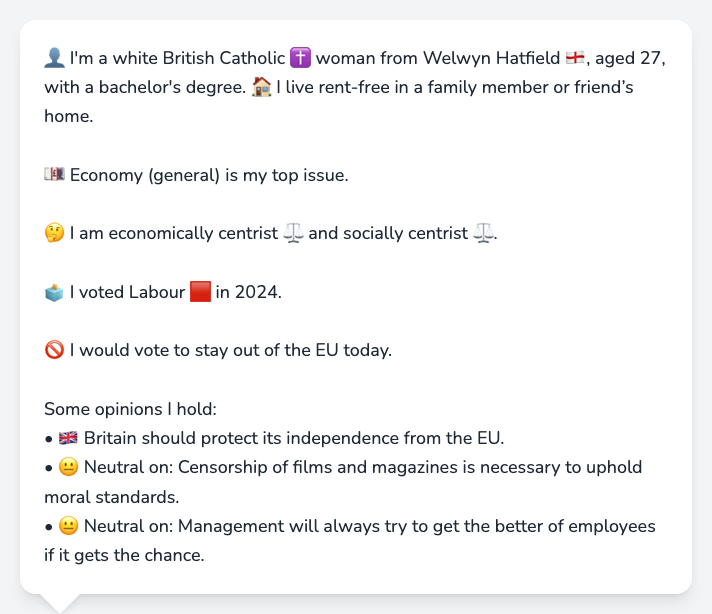 👤 I'm a white British Catholic ✝️ woman from Welwyn Hatfield 🏴󠁧󠁢󠁥󠁮󠁧󠁿, aged 27,
with a bachelor's degree. 🏠 I live rent-free in a family member or friend’s
home.
💷 Economy (general) is my top issue.
🤔 I am economically centrist ⚖️ and socially centrist ⚖️.
🗳️ I voted Labour 🟥 in 2024.
🚫 I would vote to stay out of the EU today.
Some opinions I hold:
• 🇬🇧 Britain should protect its independence from the EU.
• 😐 Neutral on: Censorship of films and magazines is necessary to uphold
moral standards.
• 😐 Neutral on: Management will always try to get the better of employees
if it gets the chance.